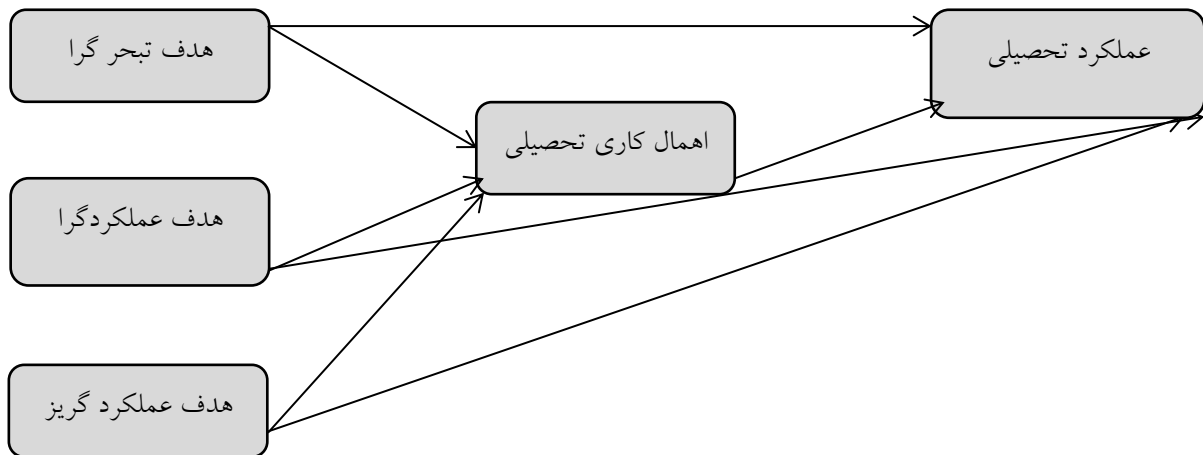 هدف تبحر گرا
عملکرد تحصیلی
اهمال کاری تحصیلی
هدف عملکردگرا
هدف عملکرد گریز